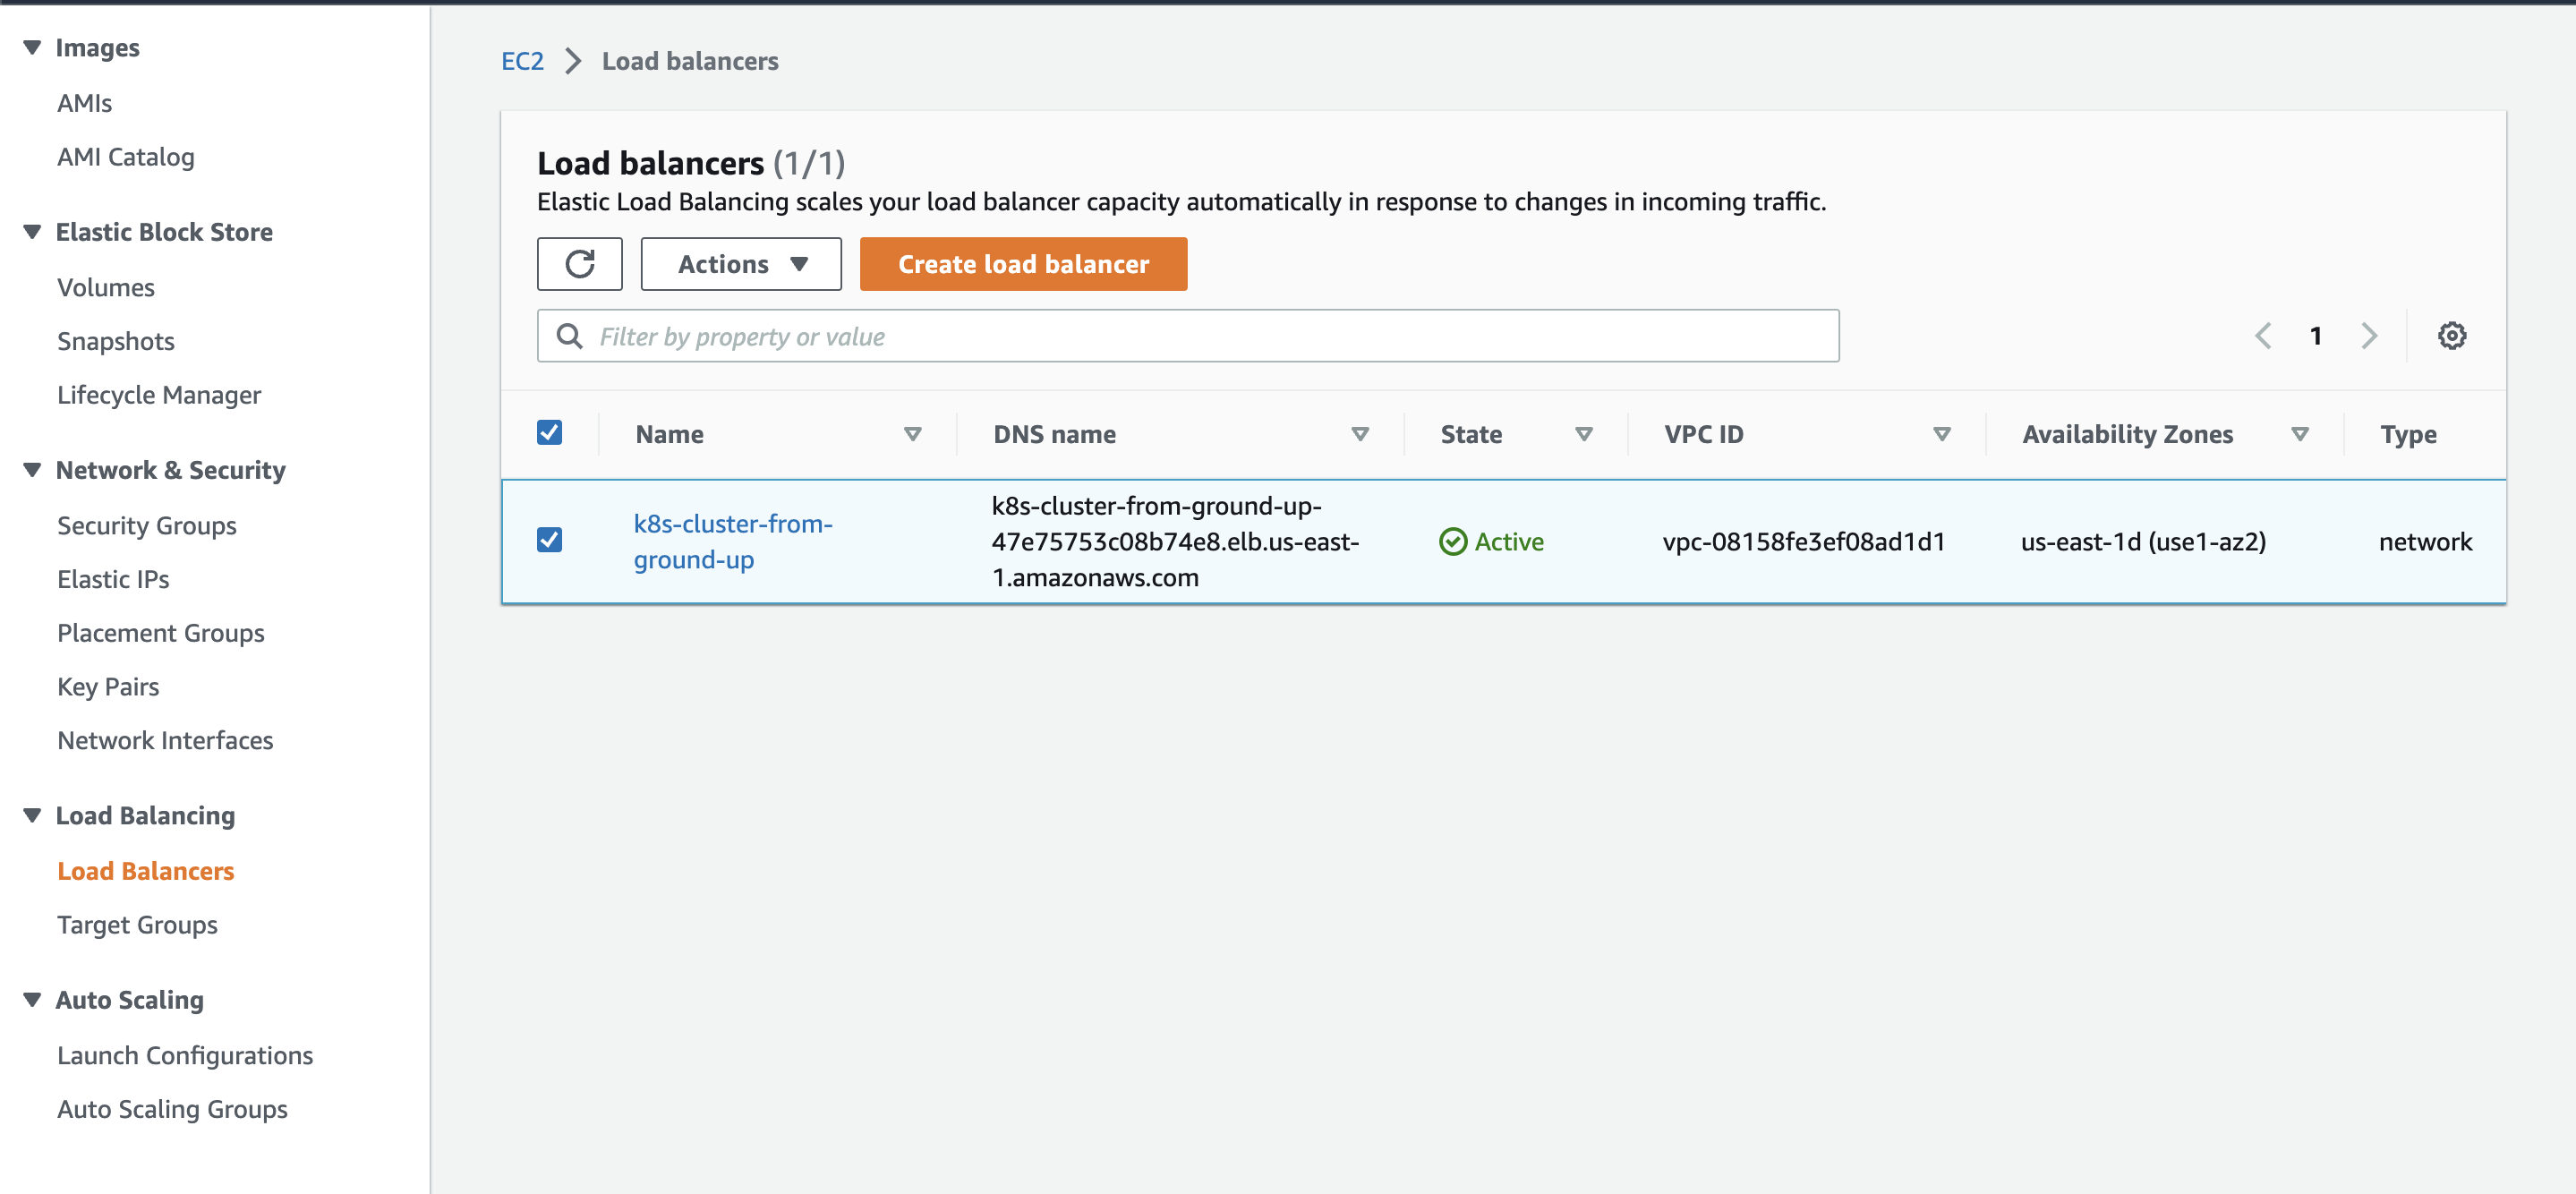 Images
AMIs
AMI Catalog
Elastic Block Store
Volumes
Snapshots
Lifecycle Manager
Network & Security
Security Groups
Elastic IPs
Placement Groups
Key Pairs
Network Interfaces
Load Balancing
Load Balancers
Target Groups
Auto Scaling
Launch Configurations
Auto Scaling Groups
EC2 Load balancers
Load balancers (1/1)
Elastic Load Balancing scales your load balancer capacity automatically in response to changes in incoming traffic.
Actions Create load balancer
Filter by property or value 1
Name DNS name State VPC ID Availability Zones Type
k8s-cluster-from-
ground-up
k8s-cluster-from-ground-up-
47e75753c08b74e8.elb.us-east-
1.amazonaws.com
Active
vpc-08158fe3ef08ad1d1
us-east-1d (use1-az2)
network